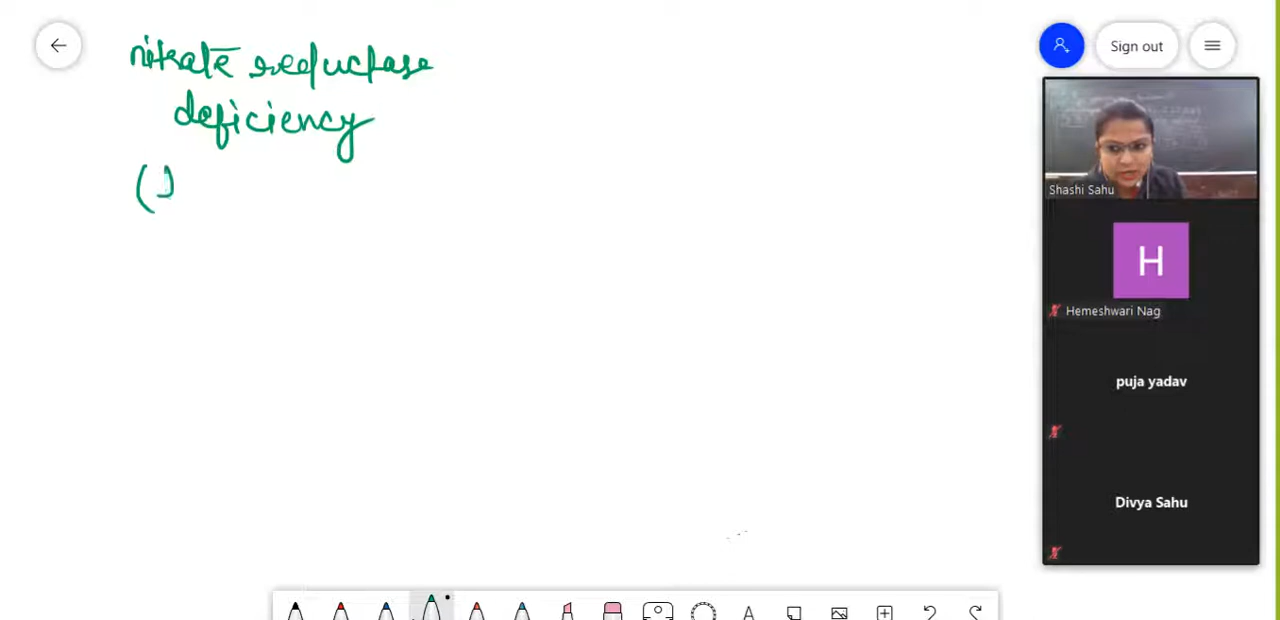 nitrate reductase
deficiency
Sign out
Shashi Sahu
H
Hemeshwari Nag
puja yadav
Divya Sahu
A